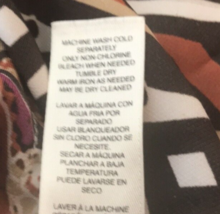 MACHINE WASH COLD
SEPARATELY
ONLY NON-CHLORINE
BLEACH WHEN NEEDED
TUMBLE DRY
WARM IRON AS NEEDED
MAY BE DRY CLEANED
LAVAR A MÁQUINA CON
AGUA FRIA POR
SEPARADO
USAR BLANQUEADOR
SIN CLORO CUANDO SE
NECESITE.
SECAR A MÁQUINA
PLANCHAR A BAJA
TEMPERATURA
PUEDE LAVARSE EN
SECO
LAVER À LA MACHINE